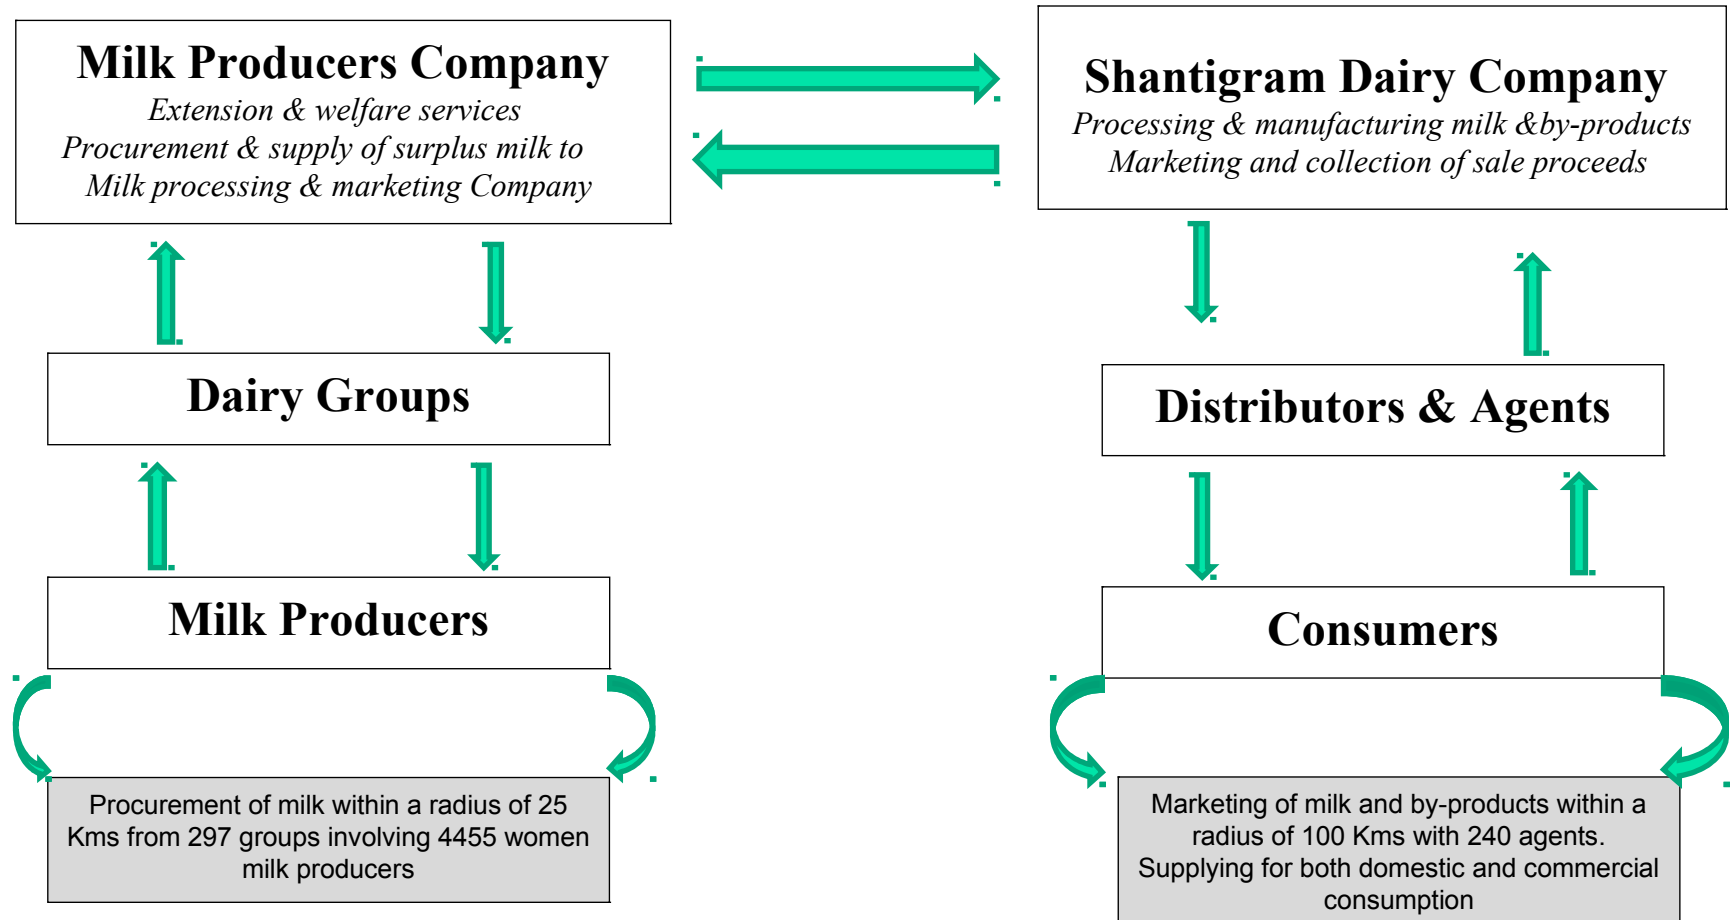 Milk Producers Company
Extension & welfare services
Procurement & supply of surplus milk to
Milk processing & marketing Company
Shantigram Dairy Company
Processing & manufacturing milk &by-products
Marketing and collection of sale proceeds
Dairy Groups
Distributors & Agents
Milk Producers
Consumers
Procurement of milk within a radius of 25
Kms from 297 groups involving 4455 women
milk producers
Marketing of milk and by-products within a
radius of 100 Kms with 240 agents.
Supplying for both domestic and commercial
consumption